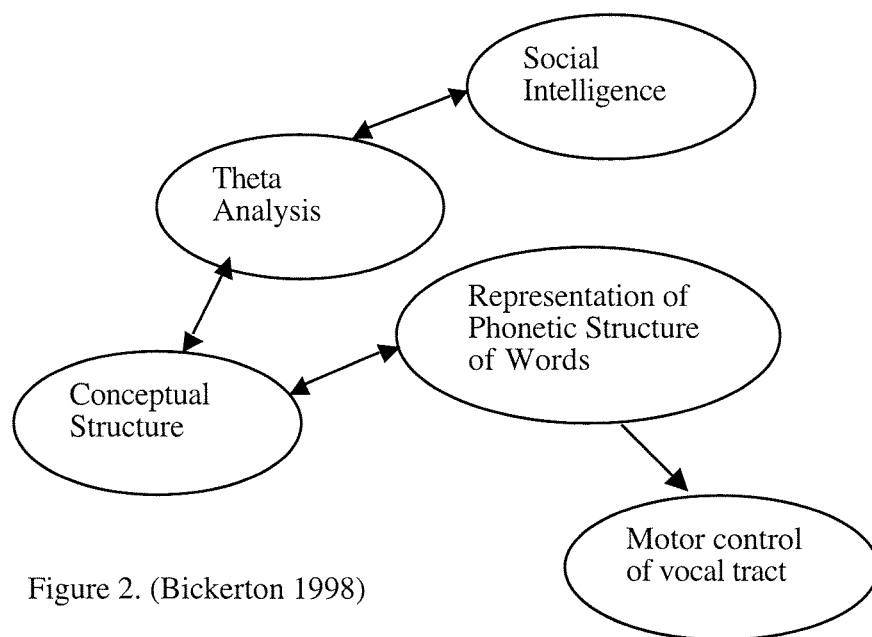 Social
Intelligence
Theta
Analysis
Representation of
Phonetic Structure
of Words
Conceptual
Structure
Motor control
of vocal tract
Figure 2. (Bickerton 1998)